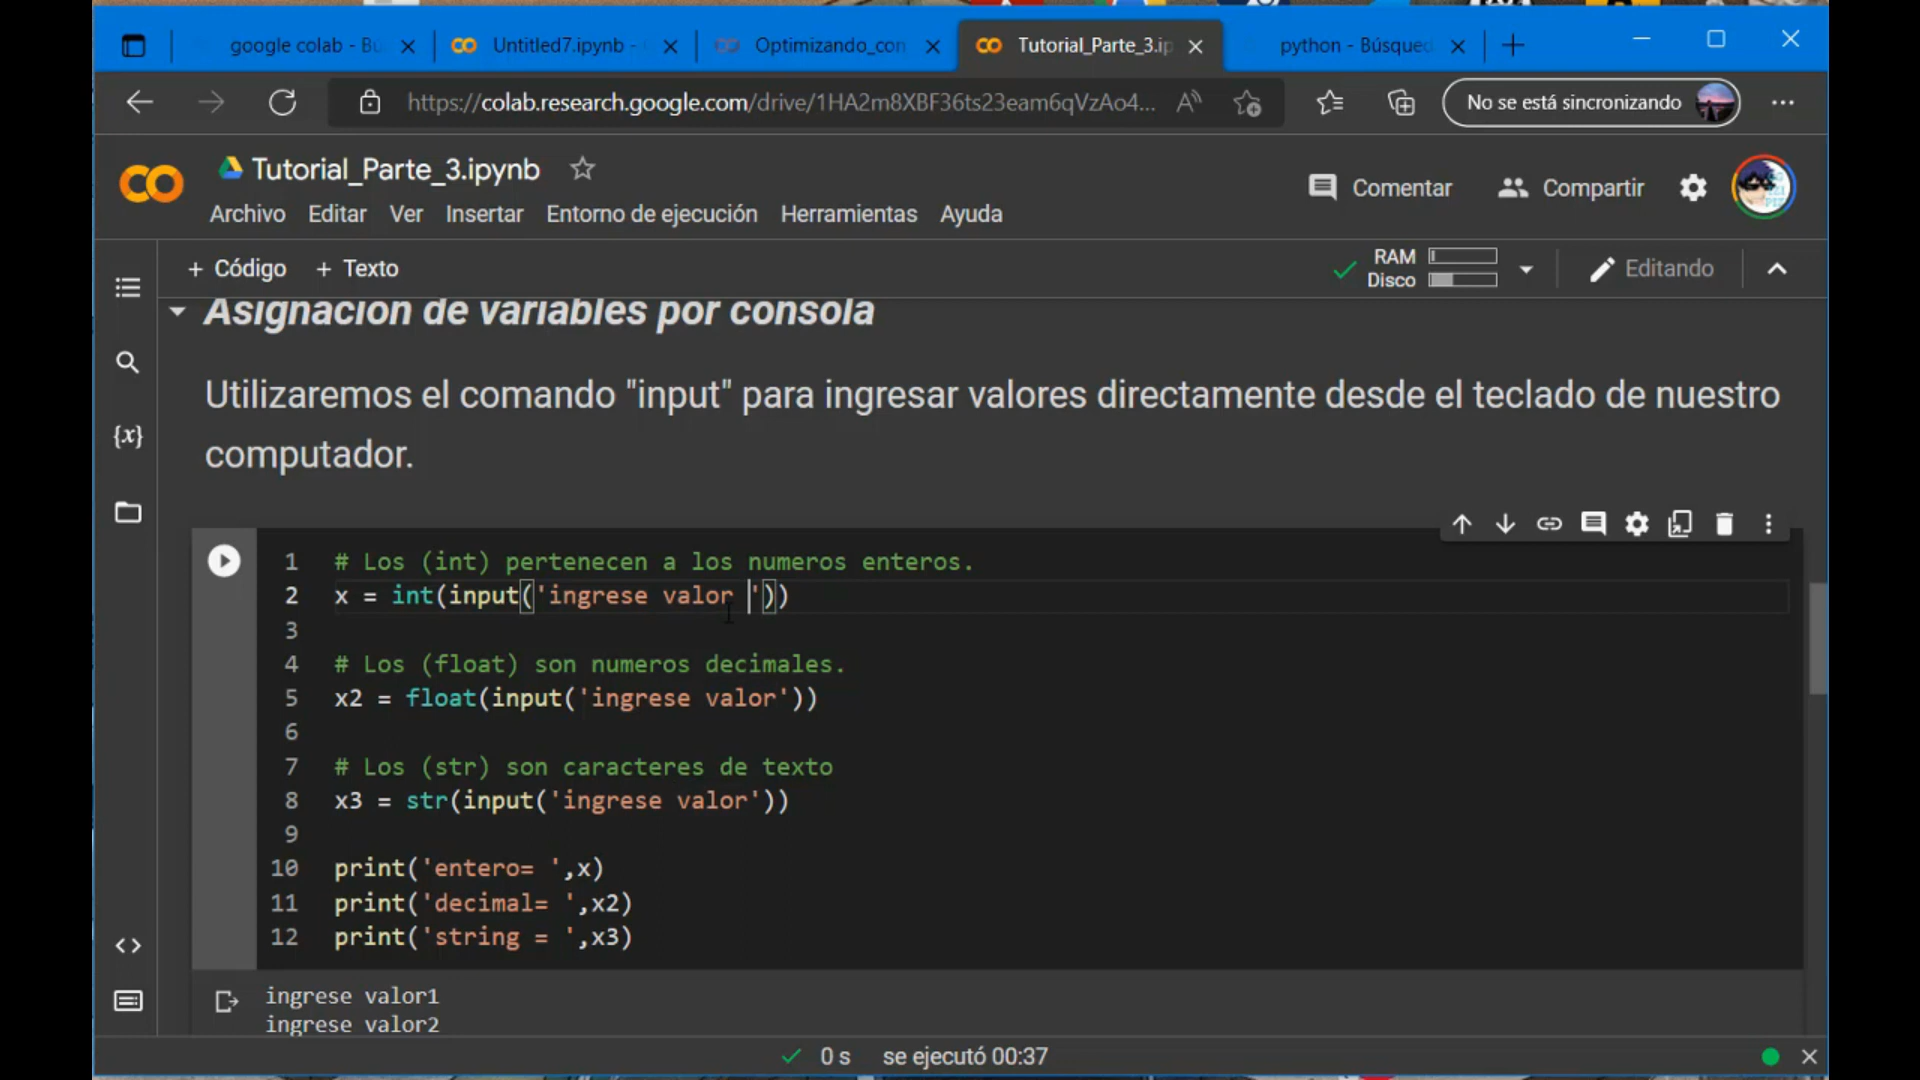 google colab - Bu
Untitled7.ipynb -
Optimizando_con
Tutorial_Parte_3.ip
python - Búsqued
https://colab.research.google.com/drive/1HA2m8XBF36ts23eam6qVzAo4...
No se está sincronizando
Tutorial_Parte_3.ipynb
Comentar
Compartir
Archivo Editar Ver Insertar Entorno de ejecución Herramientas Ayuda
+ Código + Texto
RAM
Disco
Editando
Asignación de variables por consola
Utilizaremos el comando "input" para ingresar valores directamente desde el teclado de nuestro
computador.
1 # Los (int) pertenecen a los numeros enteros.
2 x = int(input('ingrese valor '))
3
4 # Los (float) son numeros decimales.
5 x2 = float(input('ingrese valor'))
6
7 # Los (str) son caracteres de texto
8 x3 = str(input('ingrese valor'))
9
10 print('entero= ',x)
11 print('decimal= ',x2)
12 print('string = ',x3)
ingrese valor1
ingrese valor2
0 s se ejecutó 00:37